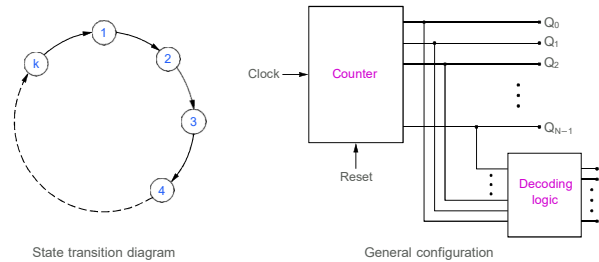 1
2
3
4
k
State transition diagram
Clock
Counter
Reset
Q0
Q1
Q2
QN−1
Decoding
logic
General configuration